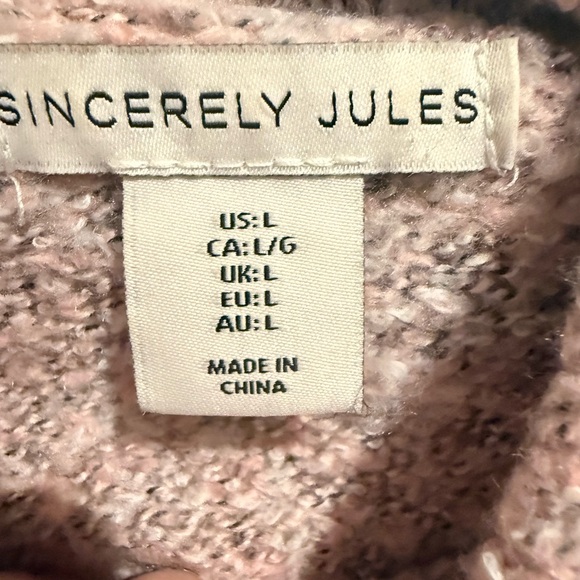 SINCERELY JULES
US: L
CA: L/G
UK: L
EU: L
AU: L
MADE IN
CHINA